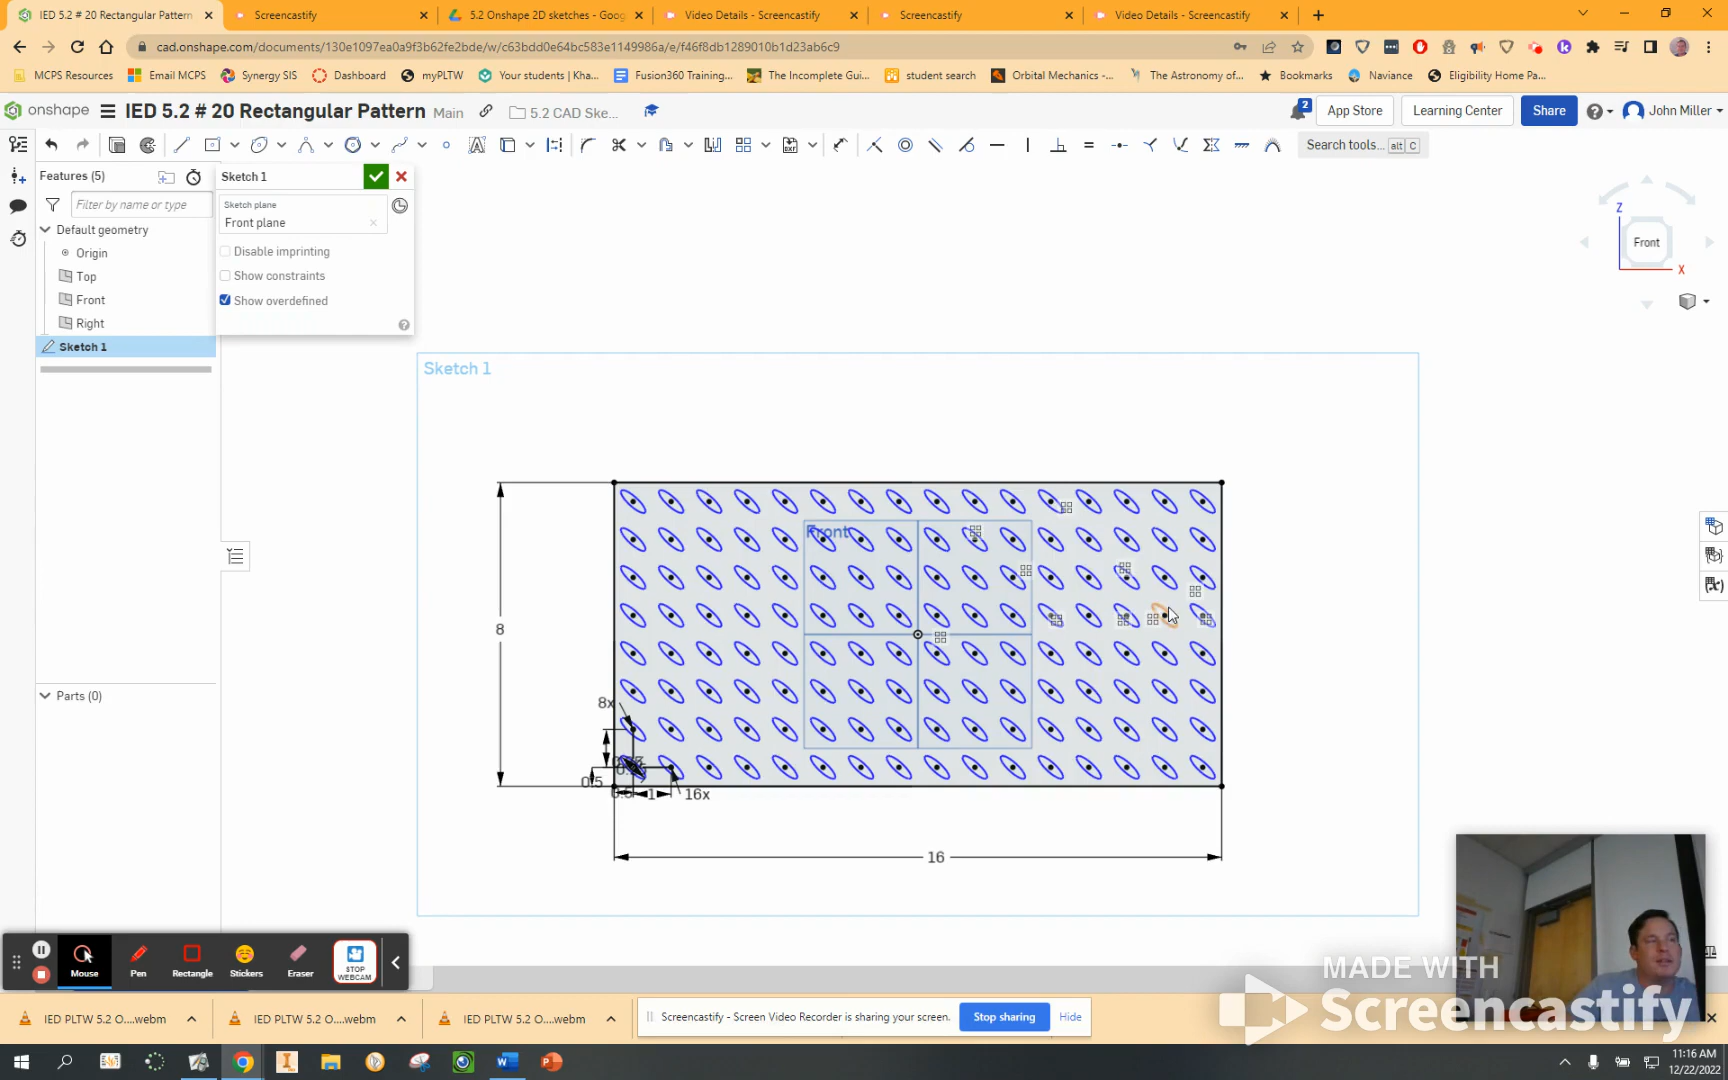 IED 5.2 # 20 Rectangular Pattern
Screencastify
5.2 Onshape 2D sketches - Goog
Video Details - Screencastify
Screencastify
Video Details - Screencastify
cad.onshape.com/documents/130e1097ea0a9f3b62fe2bde/w/c63bdd0e64bc583e1149986a/e/f46f8db1289010b1d23ab6c9
MCPS Resources
Email MCPS
Synergy SIS
Dashboard
myPLTW
Your students | Kha...
Fusion360 Training...
The Incomplete Gui...
student search
Orbital Mechanics -...
The Astronomy of...
Bookmarks
Naviance
Eligibility Home Pa...
onshape
IED 5.2 # 20 Rectangular Pattern Main
5.2 CAD Ske...
2
App Store
Learning Center
Share
John Miller
DXF
Search tools... alt C
Features (5)
Filter by name or type
Default geometry
Origin
Top
Front
Right
Sketch 1
Parts (0)
Sketch 1
Sketch plane
Front plane
Disable imprinting
Show constraints
Show overdefined
Z
Front
X
Sketch 1
Front
8
8x
0.5
0.5
1
16x
16
Mouse
Pen
Rectangle
Stickers
Eraser
STOP
WEBCAM
MADE WITH
Screencastify
IED PLTW 5.2 O....webm
IED PLTW 5.2 O....webm
IED PLTW 5.2 O....webm
Screencastify - Screen Video Recorder is sharing your screen.
Stop sharing
Hide
11:16 AM
12/22/2022